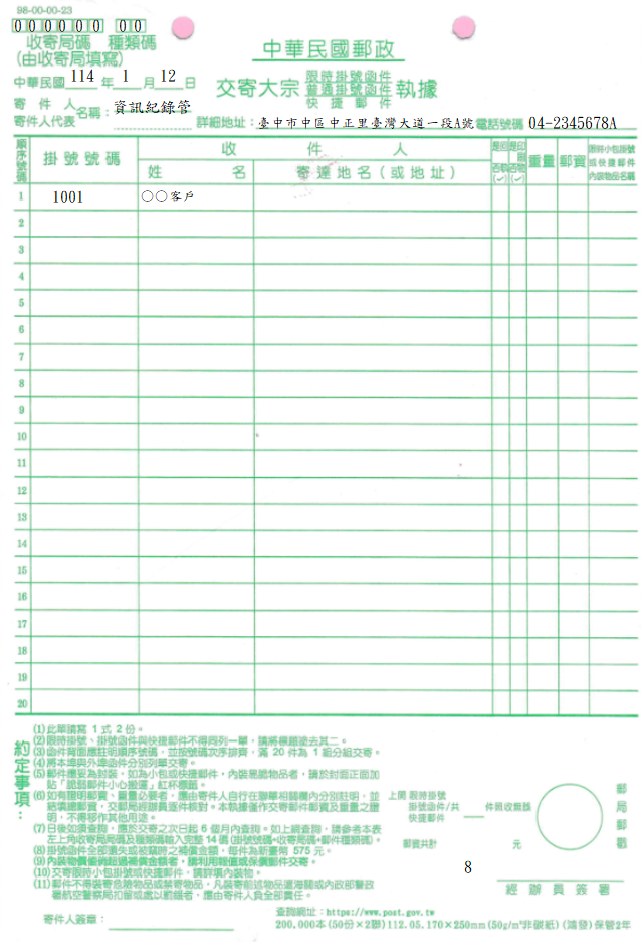 98-00-00-23
000000 00
收寄局碼 種類碼
(由收寄局填寫)
中華民國郵政
中華民國 114 年 1 月 12 日
交寄大宗 限時掛號函件 普通掛號函件 快捷郵件 執據
寄件人 名稱: 資訊紀錄管
寄件人代表
詳細地址: 臺中市中區中正里臺灣大道一段A號 電話號碼 04-2345678A
順序號碼 掛號號碼 收件人 是否回執(✓) 是否印刷物(✓) 重量 郵資 限時小包掛號或快捷郵件內裝物品名稱
姓名 寄達地名(或地址)
1 1001 ○○客戶
2
3
4
5
6
7
8
9
10
11
12
13
14
15
16
17
18
19
20
約定事項:
(1)此單請寫 1 式 2 份。
(2)限時掛號、掛號函件與快捷郵件不得同列一單,請將標題塗去其二。
(3)函件背面應註明順序號碼,並按號碼次序排齊,滿 20 件為 1 組分組交寄。
(4)將本埠與外埠函件分別列單交寄。
(5)郵件應妥為封裝,如為小包或快捷郵件,內裝易脆物品者,請於封面正面加
貼「脆弱郵件小心搬運」紅杯標籤。
(6)如有證明郵資、重量必要者,應由寄件人自行在聯單相關欄內分別註明,並
結填總郵資,交郵局經辦員逐件核對。本執據僅作交寄郵件郵資及重量之證
明,不得移作其他用途。
(7)日後如須查詢,應於交寄之次日起 6 個月內查詢。如上網查詢,請參考本表
左上角收寄局局碼及種類碼輸入完整 14 碼(掛號號碼+收寄局碼+郵件種類碼)。
(8)掛號函件全部遺失或被竊時之補償金額,每件為新臺幣 575 元。
(9)內裝物價值倘超過補償金額者,請利用報值或保價郵件交寄。
(10)交寄限時小包掛號或快捷郵件,請詳填內裝物。
(11)郵件不得裝寄危險物品或禁寄物品,凡裝寄前述物品遭海關或內政部警政
署航空警察局扣留或處以罰鍰者,應由寄件人負全部責任。
上開 限時掛號 掛號函件/共 快捷郵件 件照收無誤
郵資共計 元
郵局郵戳
8
經辦員簽署
寄件人簽章:
查詢網址:https://www.post.gov.tw
200,000本(50份×2聯)112.05.170×250mm(50g/m²非碳紙)(鴻發)保管2年